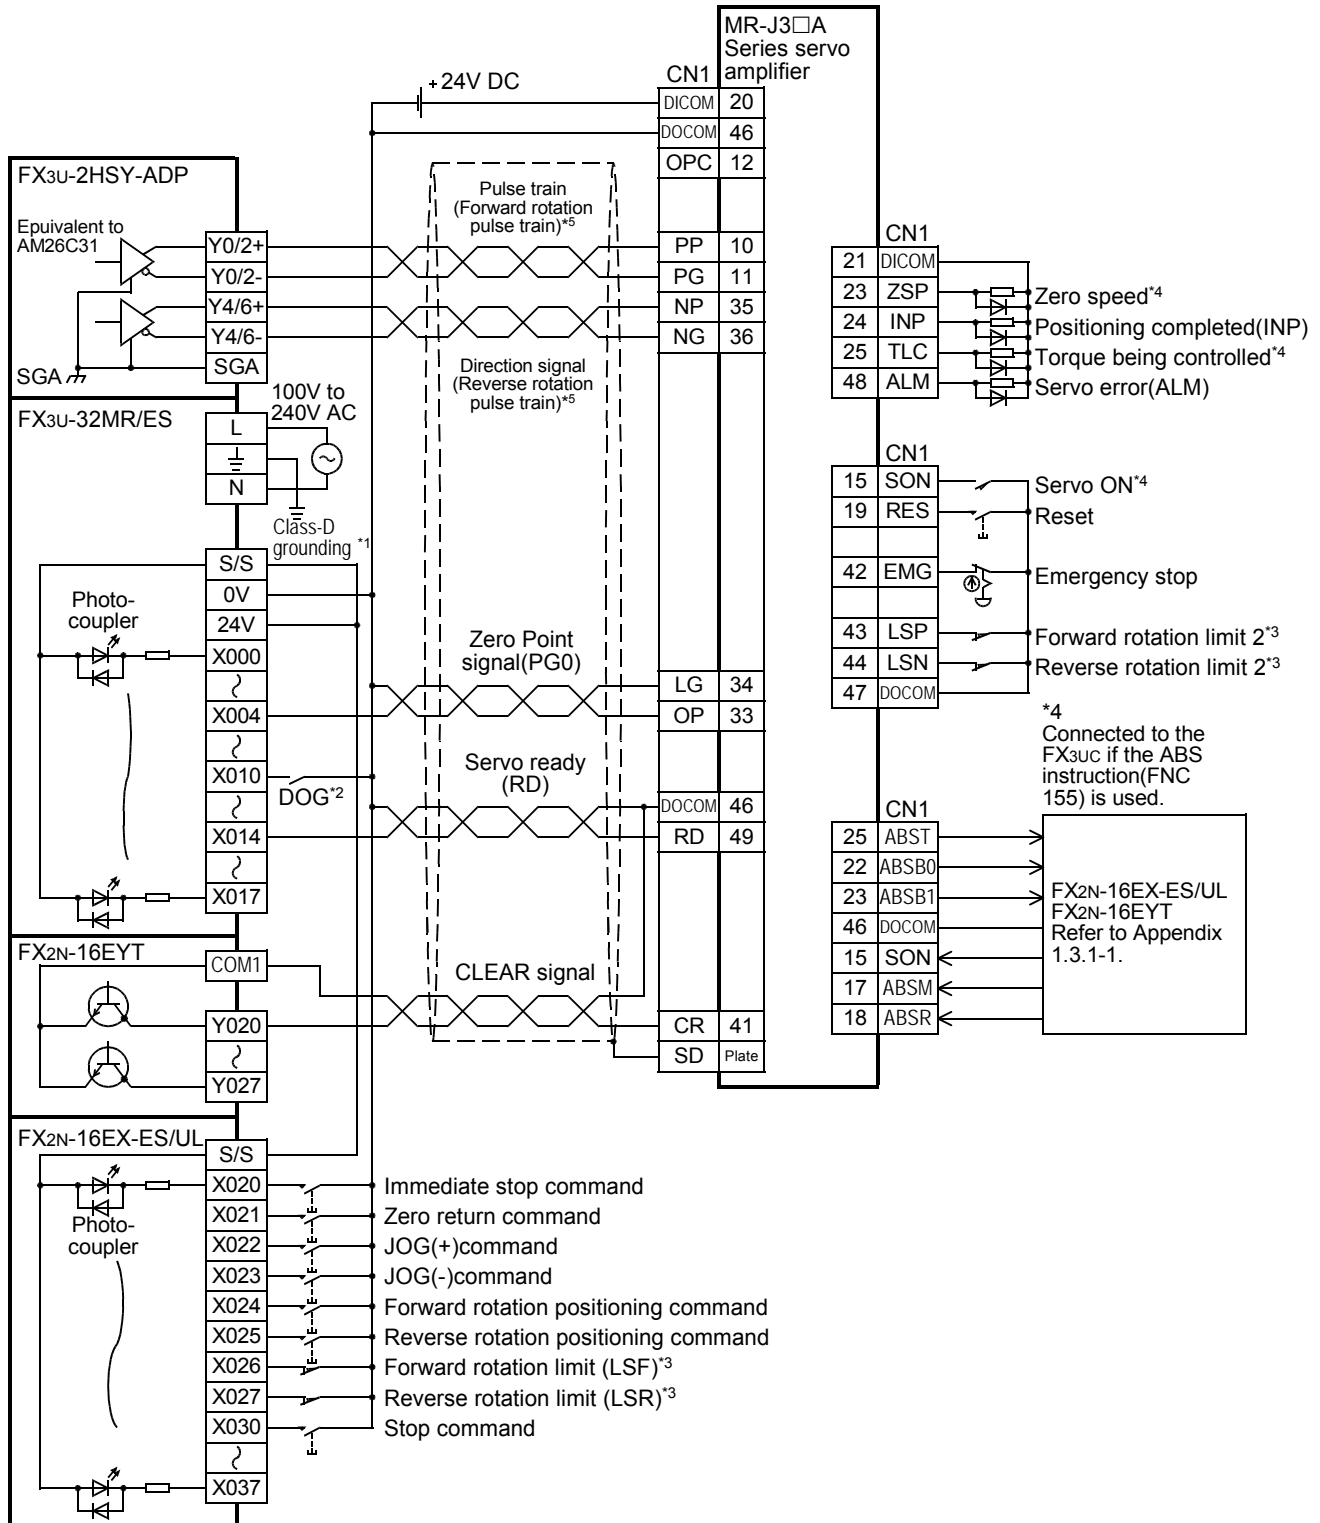 MR-J3□A
Series servo
amplifier
CN1
+24V DC
DICOM 20
DOCOM 46
OPC 12
FX3U-2HSY-ADP
Equivalent to
AM26C31
Pulse train
(Forward rotation
pulse train)*5
Y0/2+
Y0/2-
Y4/6+
Y4/6-
SGA
SGA
PP 10
PG 11
NP 35
NG 36
Direction signal
(Reverse rotation
pulse train)*5
FX3U-32MR/ES
100V to
240V AC
L
N
Class-D
grounding *1
S/S
0V
24V
X000
X004
X010
X014
X017
Photo-
coupler
DOG*2
Zero Point
signal(PG0)
LG 34
OP 33
Servo ready
(RD)
DOCOM 46
RD 49
FX2N-16EYT
COM1
Y020
Y027
CLEAR signal
CR 41
SD Plate
FX2N-16EX-ES/UL
S/S
Photo-
coupler
X020 Immediate stop command
X021 Zero return command
X022 JOG(+)command
X023 JOG(-)command
X024 Forward rotation positioning command
X025 Reverse rotation positioning command
X026 Forward rotation limit (LSF)*3
X027 Reverse rotation limit (LSR)*3
X030 Stop command
X037
CN1
21 DICOM
23 ZSP Zero speed*4
24 INP Positioning completed(INP)
25 TLC Torque being controlled*4
48 ALM Servo error(ALM)
CN1
15 SON Servo ON*4
19 RES Reset
42 EMG Emergency stop
43 LSP Forward rotation limit 2*3
44 LSN Reverse rotation limit 2*3
47 DOCOM
*4
Connected to the
FX3UC if the ABS
instruction(FNC
155) is used.
CN1
25 ABST
22 ABSB0
23 ABSB1
46 DOCOM
15 SON
17 ABSM
18 ABSR
FX2N-16EX-ES/UL
FX2N-16EYT
Refer to Appendix
1.3.1-1.